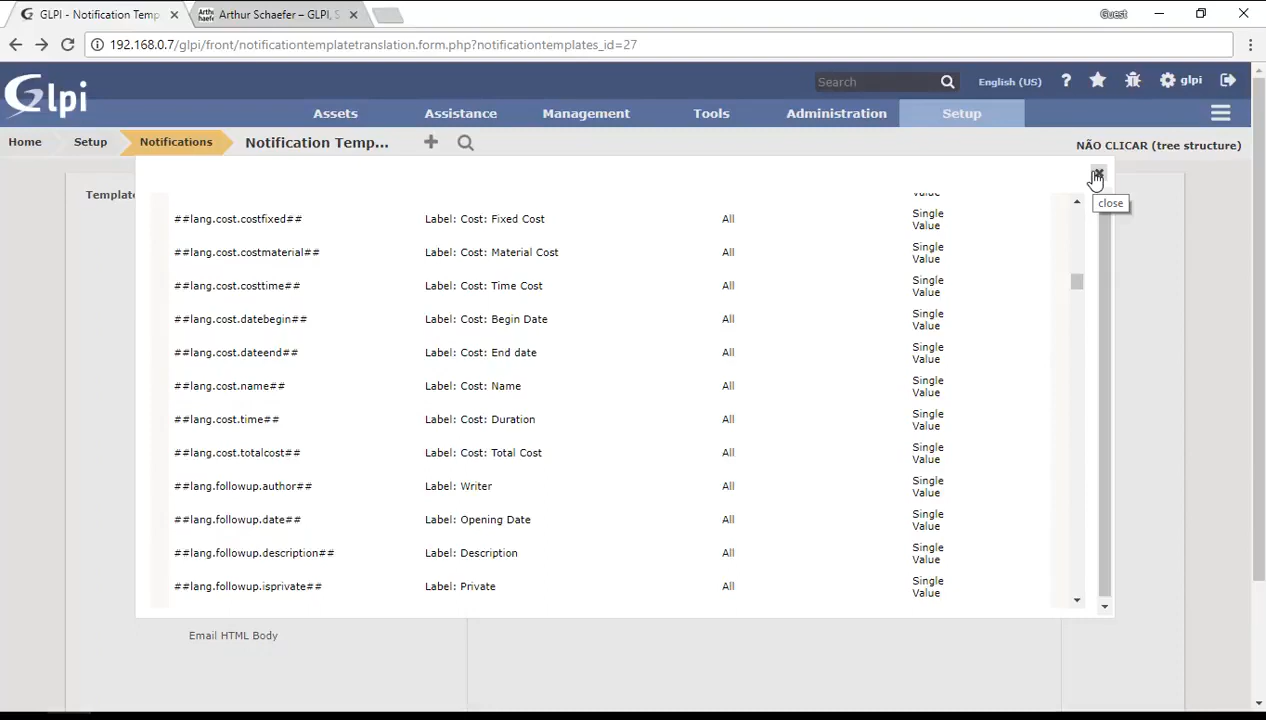 GLPI - Notification Temp
Arthur Schaefer – GLPI, S
Guest
192.168.0.7/glpi/front/notificationtemplatetranslation.form.php?notificationtemplates_id=27
Glpi
Search
English (US)
?
glpi
Assets Assistance Management Tools Administration Setup
Home Setup Notifications Notification Temp...
NÃO CLICAR (tree structure)
Template
close
Value
##lang.cost.costfixed## Label: Cost: Fixed Cost All Single Value
##lang.cost.costmaterial## Label: Cost: Material Cost All Single Value
##lang.cost.costtime## Label: Cost: Time Cost All Single Value
##lang.cost.datebegin## Label: Cost: Begin Date All Single Value
##lang.cost.dateend## Label: Cost: End date All Single Value
##lang.cost.name## Label: Cost: Name All Single Value
##lang.cost.time## Label: Cost: Duration All Single Value
##lang.cost.totalcost## Label: Cost: Total Cost All Single Value
##lang.followup.author## Label: Writer All Single Value
##lang.followup.date## Label: Opening Date All Single Value
##lang.followup.description## Label: Description All Single Value
##lang.followup.isprivate## Label: Private All Single Value
Email HTML Body